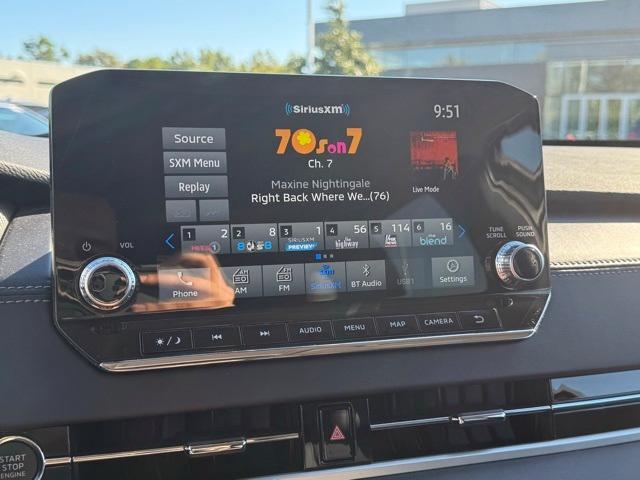 SiriusXM
9:51
70s on 7
Ch. 7
Source
SXM Menu
Replay
Maxine Nightingale
Right Back Where We...(76)
Live Mode
1 2
2 8
3 1
4 56
5 114
6 16
SIRIUSXM
PREVIEW
the highway
the blend
VOL
TUNE
SCROLL
PUSH
SOUND
Phone
AM
FM
SiriusXM
BT Audio
USB1
Settings
AUDIO
MENU
MAP
CAMERA
START
STOP
ENGINE